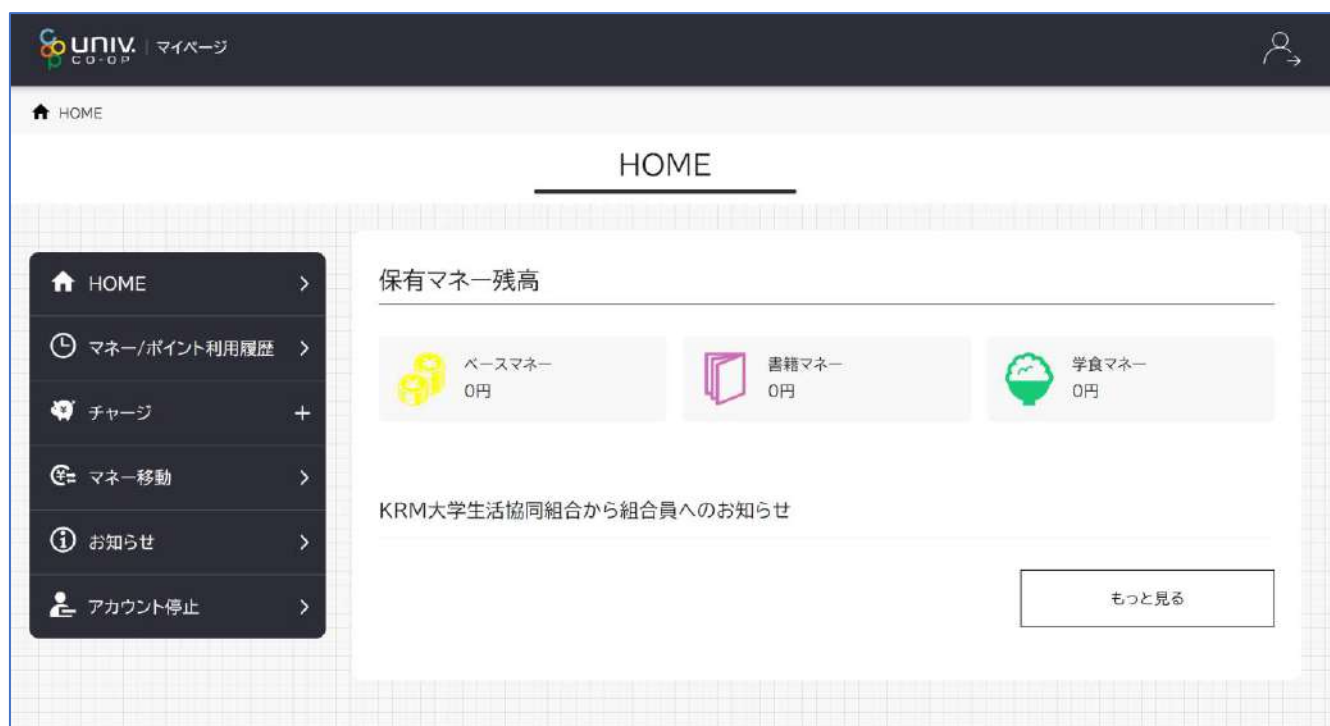 univ.
CO-OP
マイページ
HOME
HOME
HOME
マネー/ポイント利用履歴
チャージ
マネー移動
お知らせ
アカウント停止
保有マネー残高
ベースマネー
0円
書籍マネー
0円
学食マネー
0円
KRM大学生活協同組合から組合員へのお知らせ
もっと見る